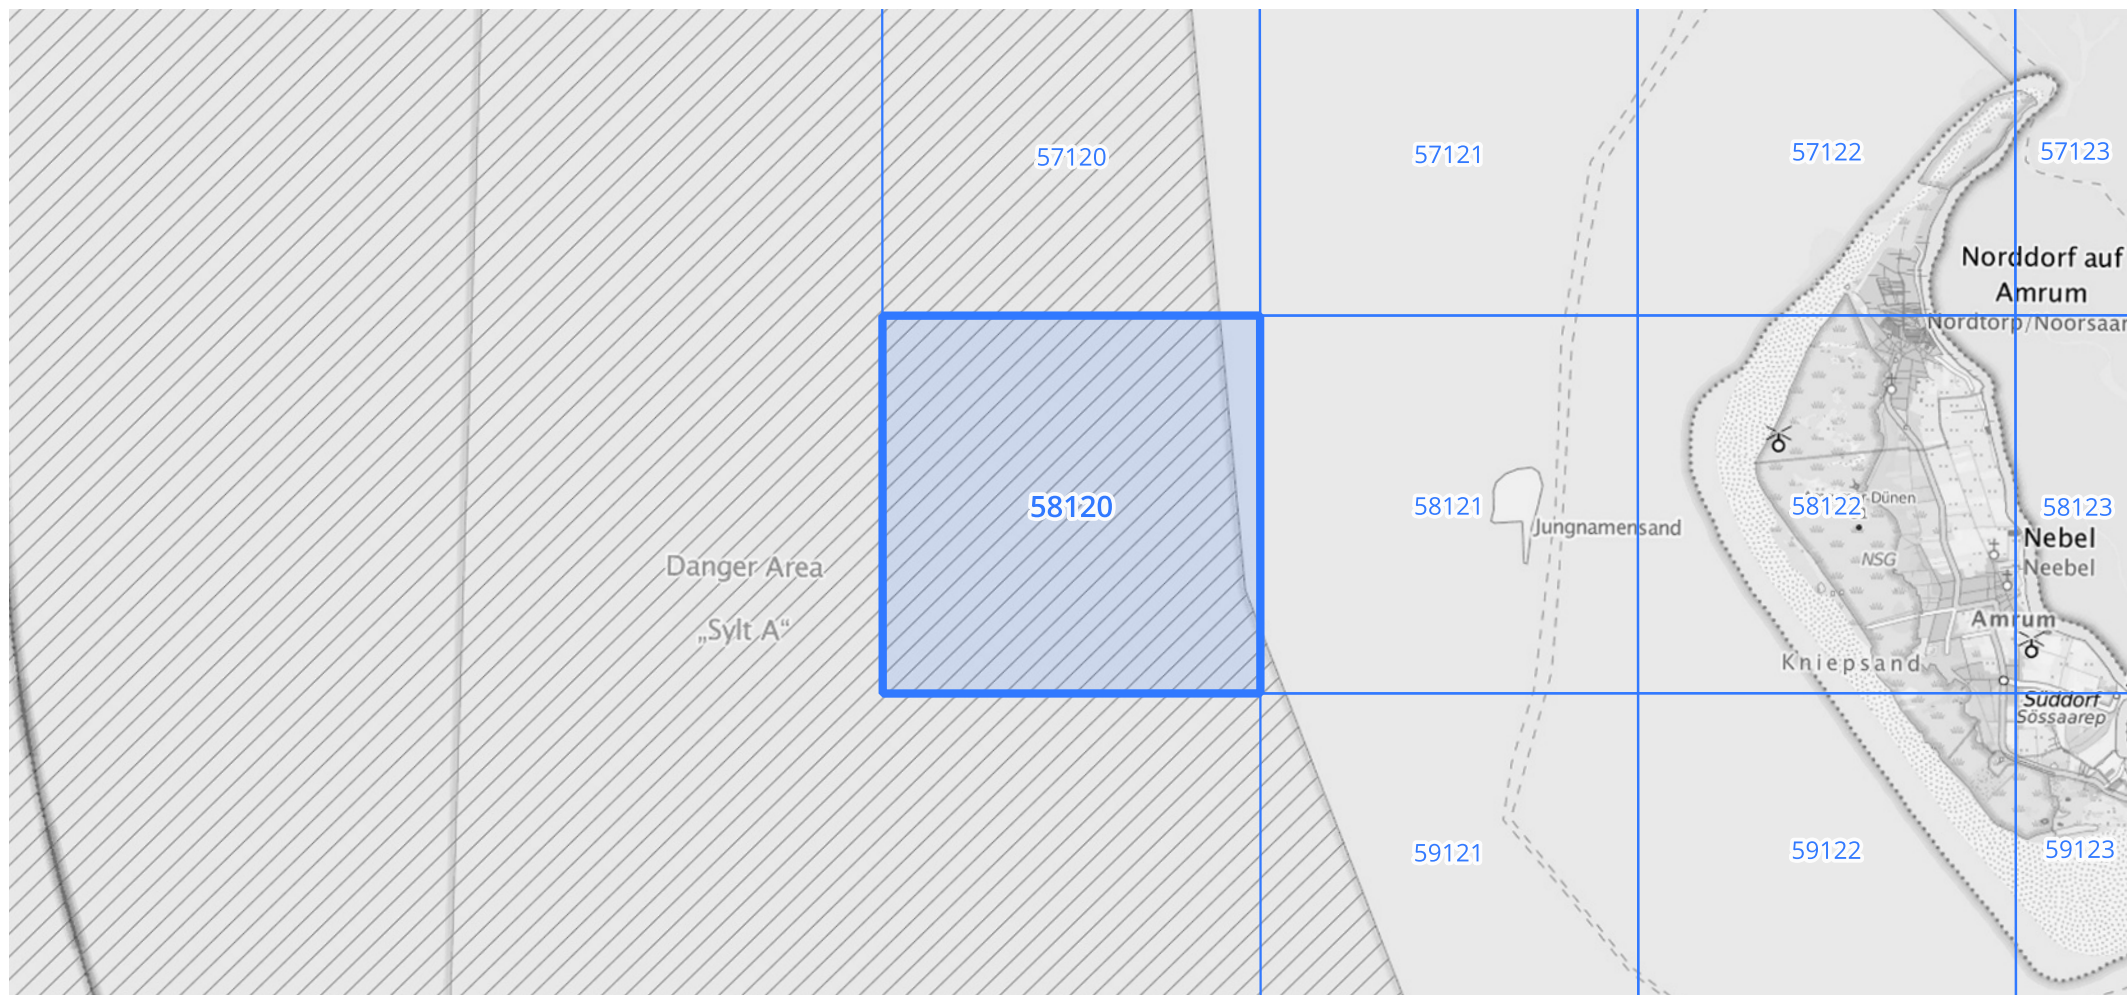 57120
57121
57122
57123
Norddorf auf
Amrum
Nordtorp/Noorsaar
58120
58121
58122
58123
Jungnamensand
Dünen
Nebel
Neebel
NSG
Danger Area
„Sylt A“
Amrum
Kniepsand
Süddorf
Sössaarep
59121
59122
59123